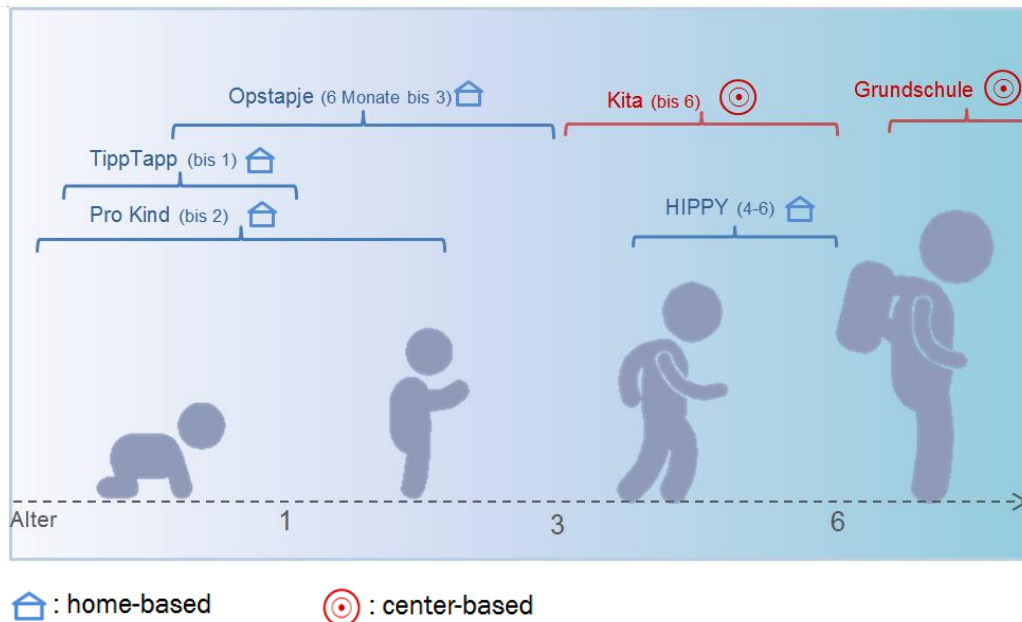 Opstapje (6 Monate bis 3)
Kita (bis 6)
Grundschule
TippTapp (bis 1)
Pro Kind (bis 2)
HIPPY (4-6)
Alter 1 3 6
: home-based
: center-based